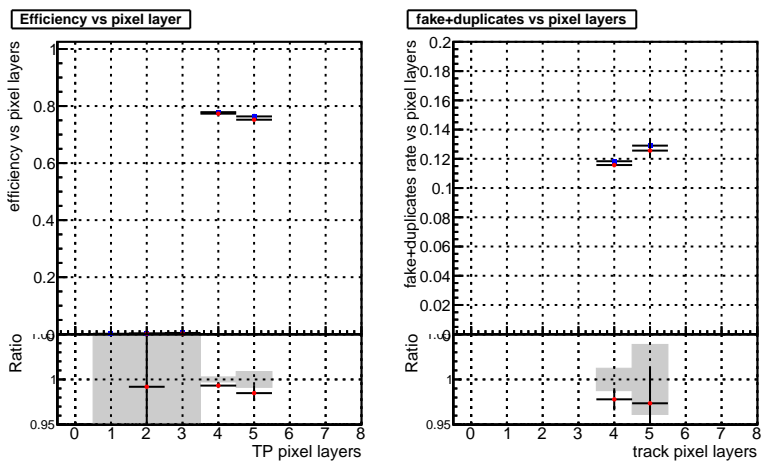 Efficiency vs pixel layer
efficiency vs pixel layers
1
0.8
0.6
0.4
0.2
0
Ratio
1
0.95
0 1 2 3 4 5 6 7 8
TP pixel layers
fake+duplicates vs pixel layers
fake+duplicates rate vs pixel layers
0.2
0.18
0.16
0.14
0.12
0.1
0.08
0.06
0.04
0.02
0
Ratio
1
0.95
0 1 2 3 4 5 6 7 8
track pixel layers